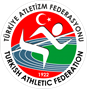 TÜRKİYE ATLETİZM FEDERASYONU
1922
TURKISH ATHLETIC FEDERATION